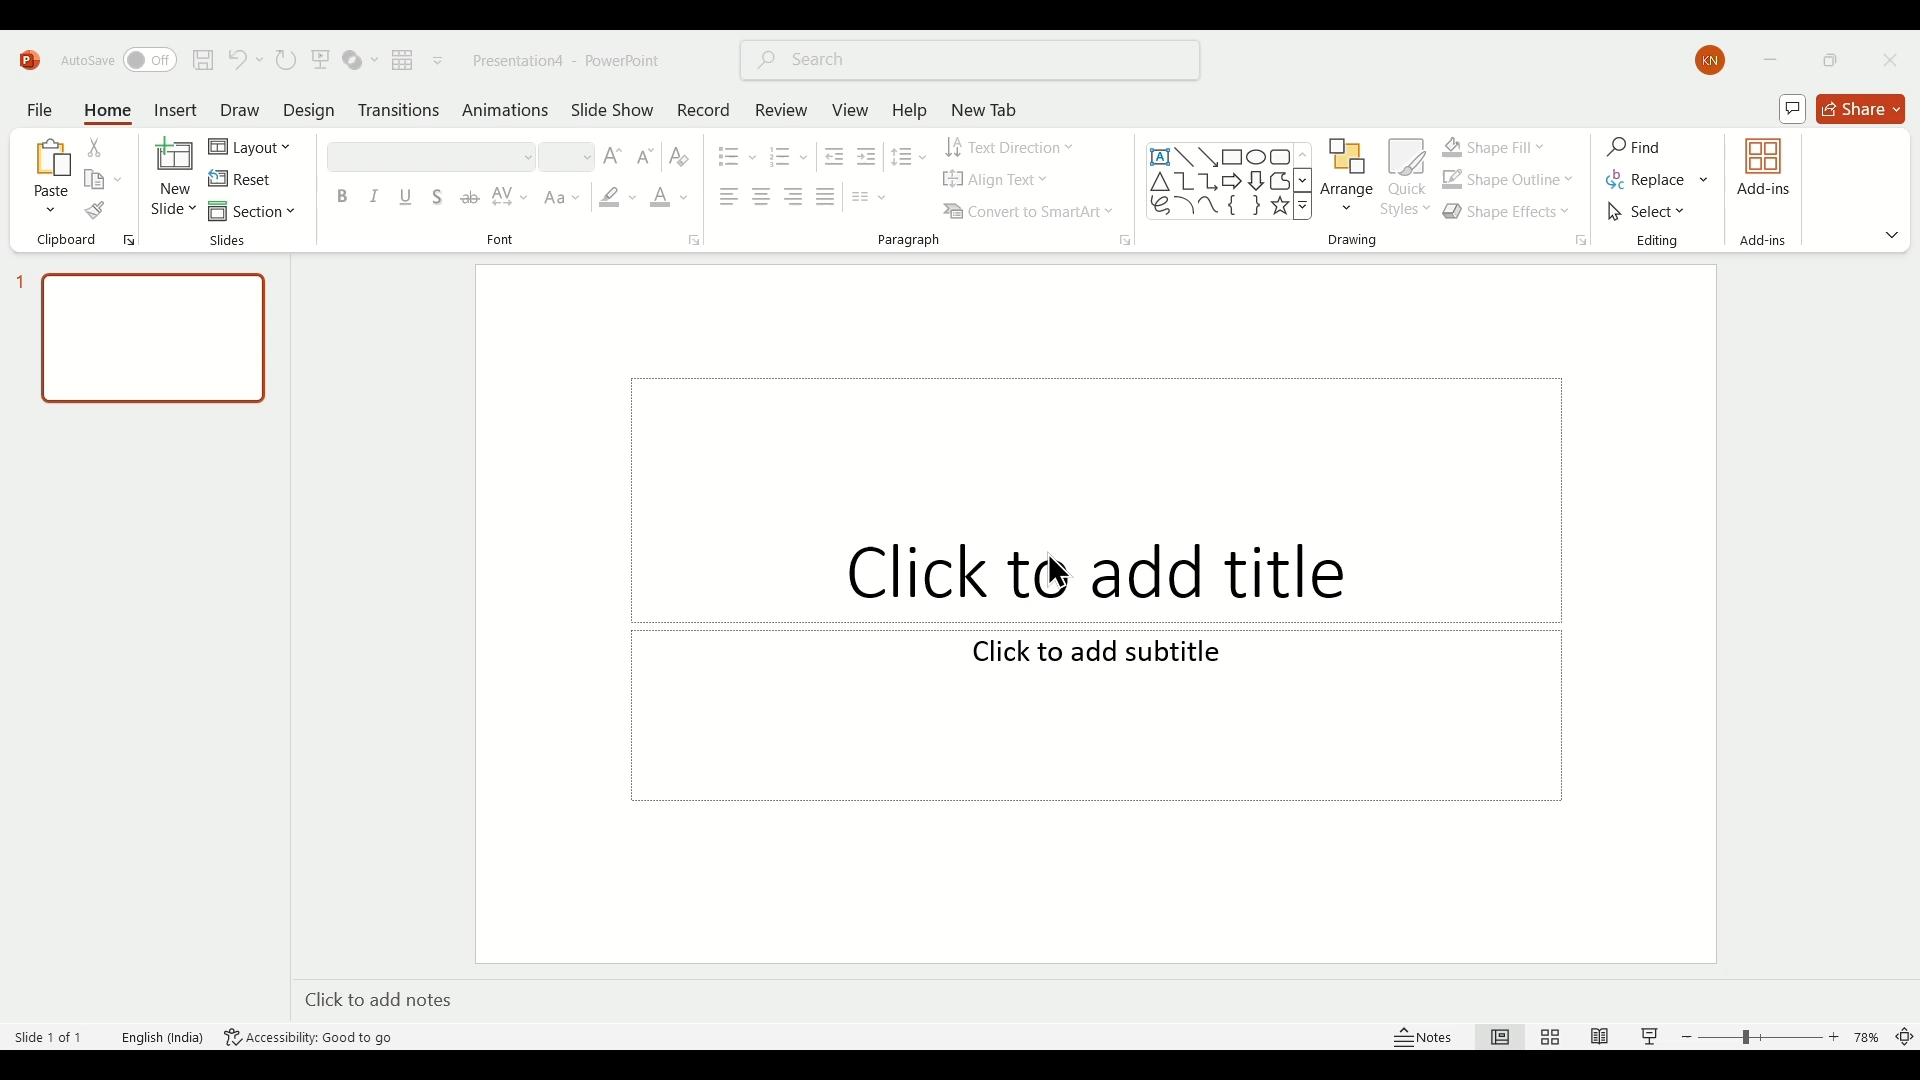 AutoSave Off Presentation4 - PowerPoint Search KN
File Home Insert Draw Design Transitions Animations Slide Show Record Review View Help New Tab Share
Paste
New
Slide
Layout
Reset
Section
Text Direction
Align Text
Convert to SmartArt
Arrange
Quick
Styles
Shape Fill
Shape Outline
Shape Effects
Find
Replace
Select
Add-ins
Clipboard Slides Font Paragraph Drawing Editing Add-ins
1
Click to add title
Click to add subtitle
Click to add notes
Slide 1 of 1 English (India) Accessibility: Good to go Notes 78%